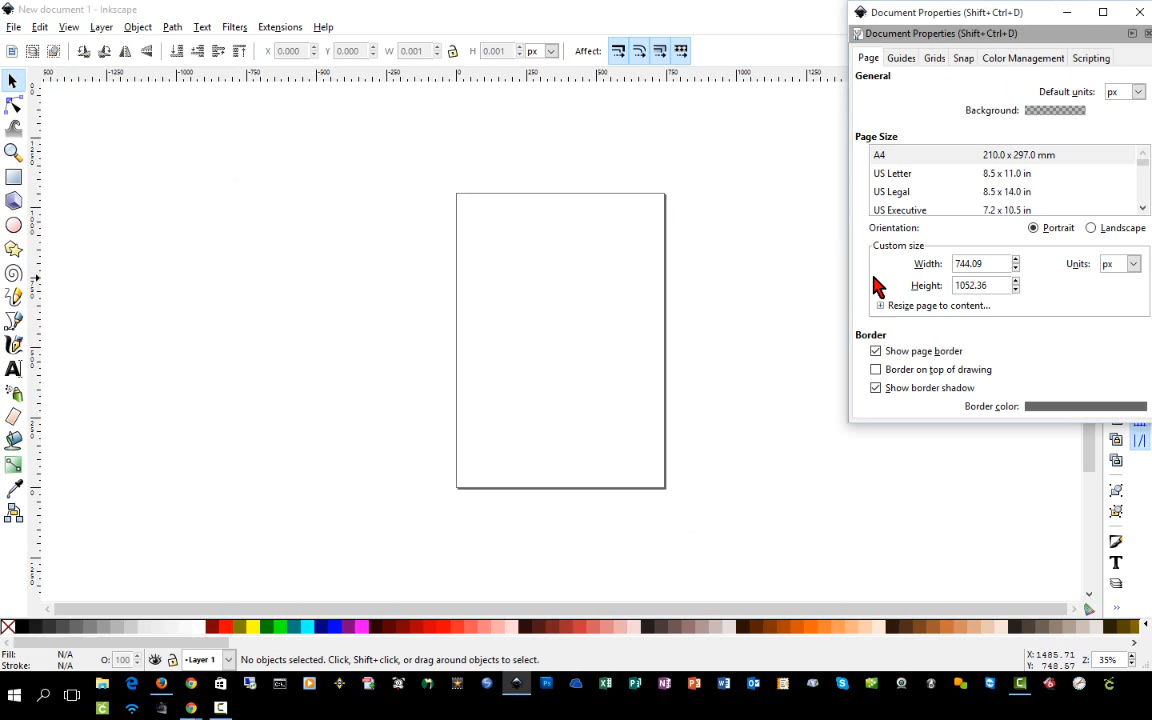 New document 1 - Inkscape
File Edit View Layer Object Path Text Filters Extensions Help
X 0.000 Y 0.000 W 0.001 H 0.001 px Affect:
Document Properties (Shift+Ctrl+D)
Document Properties (Shift+Ctrl+D)
Page Guides Grids Snap Color Management Scripting
General
Default units: px
Background:
Page Size
A4 210.0 x 297.0 mm
US Letter 8.5 x 11.0 in
US Legal 8.5 x 14.0 in
US Executive 7.2 x 10.5 in
Orientation: Portrait Landscape
Custom size
Width: 744.09 Units: px
Height: 1052.36
Resize page to content...
Border
Show page border
Border on top of drawing
Show border shadow
Border color:
Fill: N/A
Stroke: N/A
O: 100
Layer 1
No objects selected. Click, Shift+click, or drag around objects to select.
X: 1485.71
Y: 748.57
Z: 35%